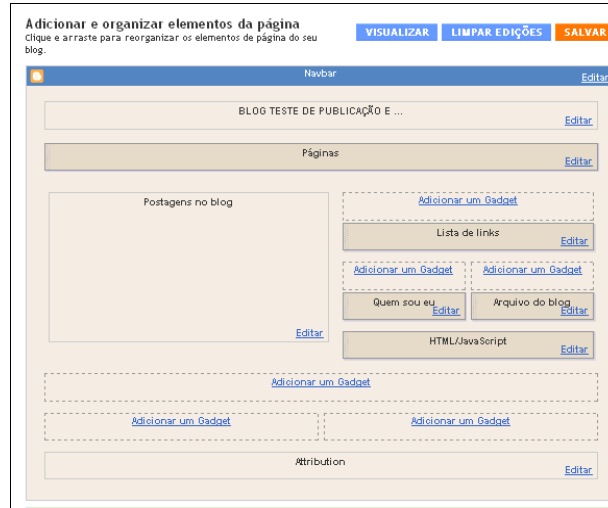 Adicionar e organizar elementos da página
Clique e arraste para reorganizar os elementos de página do seu
blog.
VISUALIZAR LIMPAR EDIÇÕES SALVAR
Navbar
Editar
BLOG TESTE DE PUBLICAÇÃO E ...
Editar
Páginas
Editar
Postagens no blog
Editar
Adicionar um Gadget
Lista de links
Editar
Adicionar um Gadget Adicionar um Gadget
Quem sou eu Arquivo do blog
Editar Editar
HTML/JavaScript
Editar
Adicionar um Gadget
Adicionar um Gadget Adicionar um Gadget
Attribution
Editar